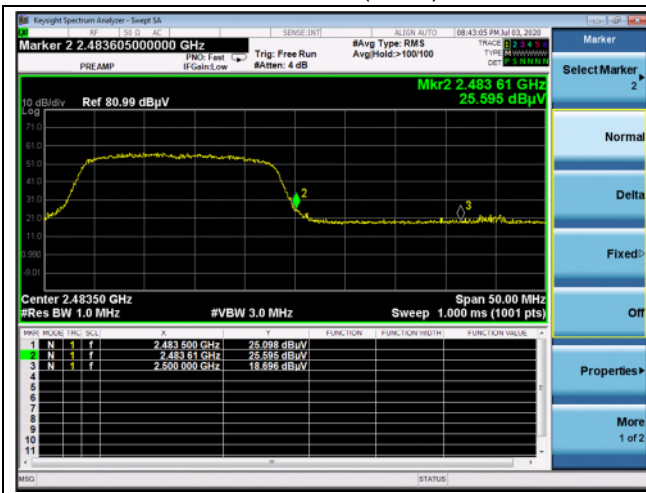 Keysight Spectrum Analyzer - Swept SA
RF 50 Ω AC SENSE:INT ALIGN AUTO 08:43:05 PM Jul 03, 2020
Marker 2 2.483605000000 GHz
PREAMP
PNO: Fast
IFGain:Low
Trig: Free Run
#Atten: 4 dB
#Avg Type: RMS
Avg|Hold:>100/100
TRACE 1 2 3 4 5 6
TYPE M W W W W W
DET P S N N N N
Mkr2 2.483 61 GHz
25.595 dBµV
10 dB/div Ref 80.99 dBµV
Log
71.0
61.0
51.0
41.0
31.0
21.0
11.0
0.990
-9.01
2
3
Center 2.48350 GHz Span 50.00 MHz
#Res BW 1.0 MHz #VBW 3.0 MHz Sweep 1.000 ms (1001 pts)
MKR MODE TRC SCL X Y FUNCTION FUNCTION WIDTH FUNCTION VALUE
1 N 1 f 2.483 500 GHz 25.098 dBµV
2 N 1 f 2.483 61 GHz 25.595 dBµV
3 N 1 f 2.500 000 GHz 18.696 dBµV
4
5
6
7
8
9
10
11
MSG STATUS
Marker
Select Marker
2
Normal
Delta
Fixed
Off
Properties
More
1 of 2